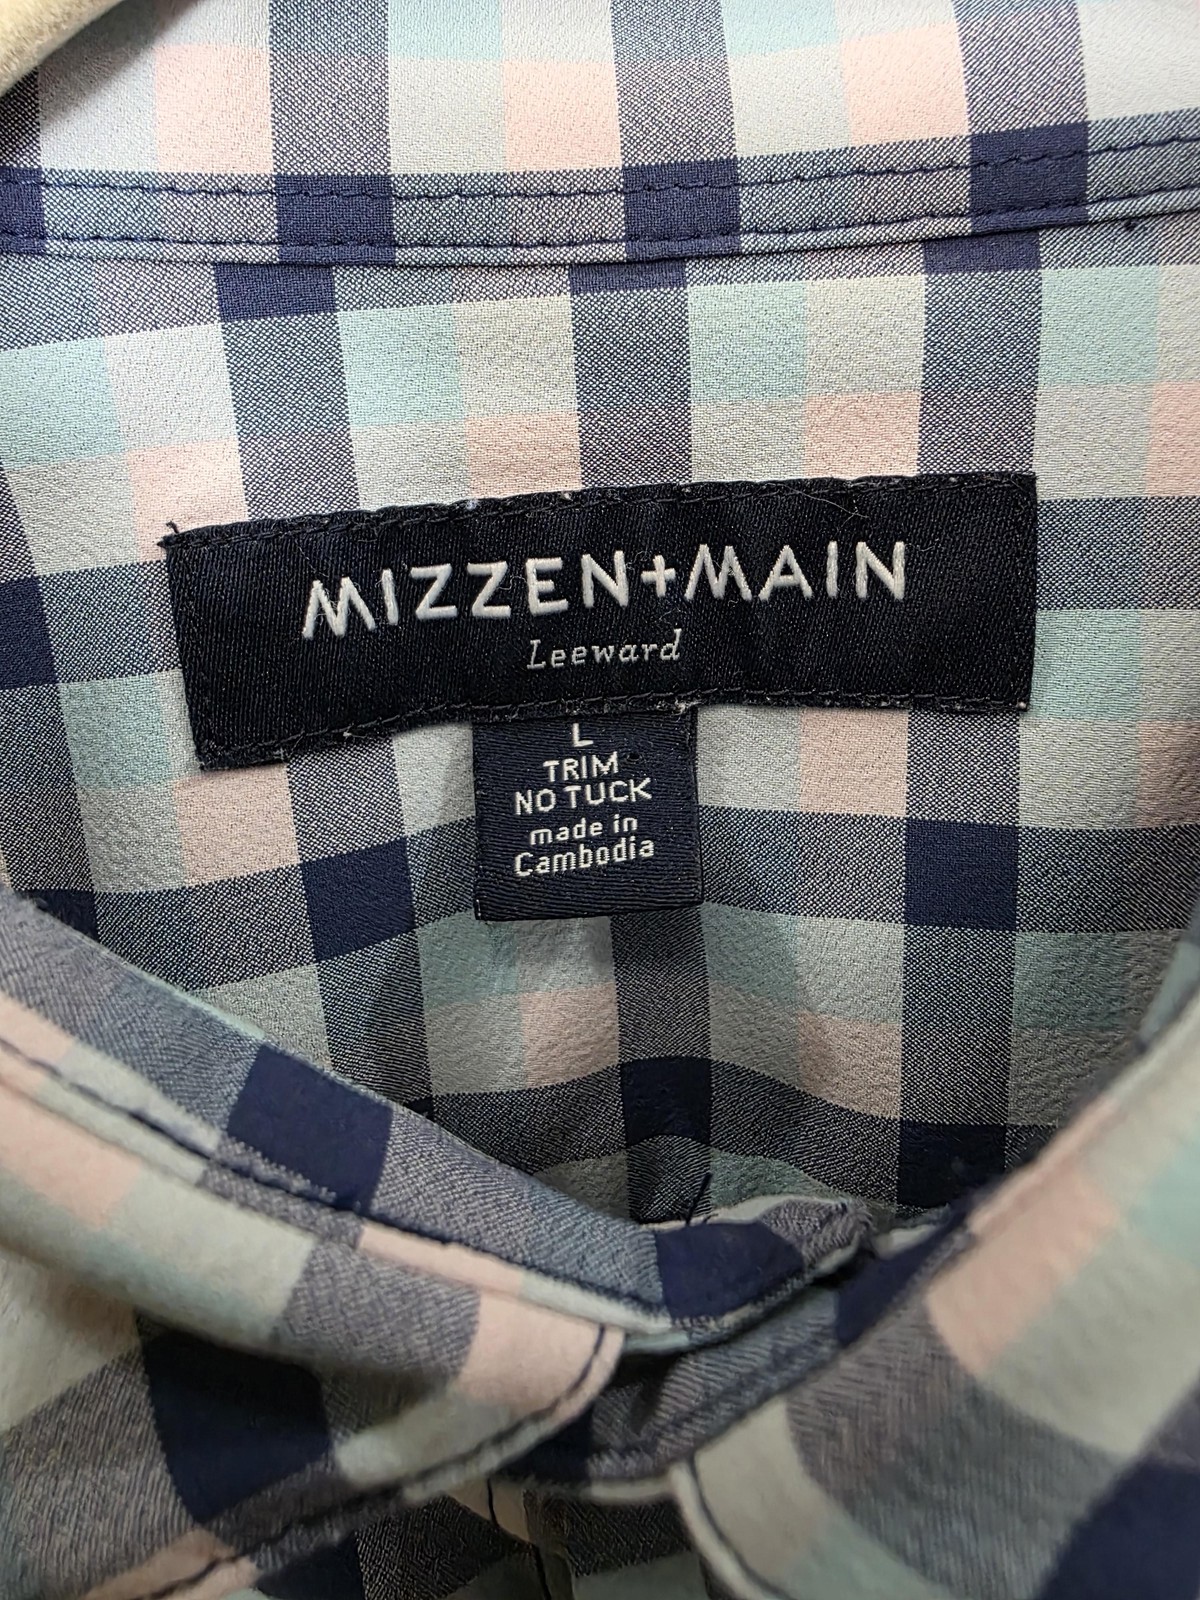 MIZZEN+MAIN
Leeward
L
TRIM
NO TUCK
made in
Cambodia